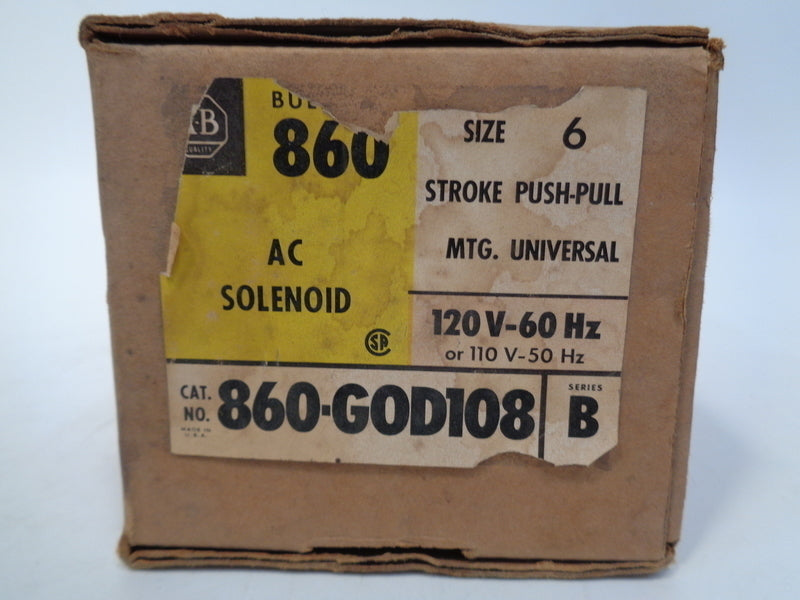 A-B
QUALITY
860
AC
SOLENOID
SIZE 6
STROKE PUSH-PULL
MTG. UNIVERSAL
120 V-60 Hz
or 110 V-50 Hz
CAT. NO. 860-GOD108
MADE IN U.S.A.
SERIES
B